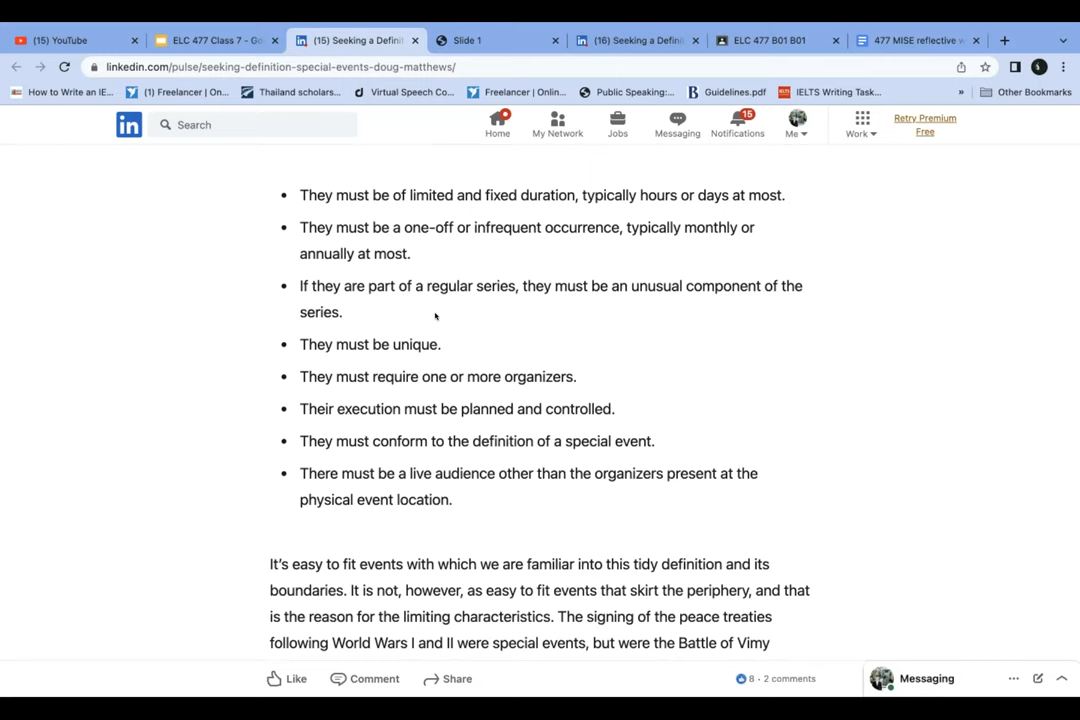 (15) YouTube
ELC 477 Class 7 - Go
(15) Seeking a Definit
Slide 1
(16) Seeking a Defini
ELC 477 B01 B01
477 MISE reflective w
linkedin.com/pulse/seeking-definition-special-events-doug-matthews/
How to Write an IE...
(1) Freelancer | On...
Thailand scholars...
Virtual Speech Co...
Freelancer | Onlin...
Public Speaking:...
Guidelines.pdf
IELTS Writing Task...
»
Other Bookmarks
in
Search
Home
My Network
Jobs
Messaging
15
Notifications
Me
Work
Retry Premium
Free
• They must be of limited and fixed duration, typically hours or days at most.
• They must be a one-off or infrequent occurrence, typically monthly or
annually at most.
• If they are part of a regular series, they must be an unusual component of the
series.
• They must be unique.
• They must require one or more organizers.
• Their execution must be planned and controlled.
• They must conform to the definition of a special event.
• There must be a live audience other than the organizers present at the
physical event location.
It's easy to fit events with which we are familiar into this tidy definition and its
boundaries. It is not, however, as easy to fit events that skirt the periphery, and that
is the reason for the limiting characteristics. The signing of the peace treaties
following World Wars I and II were special events, but were the Battle of Vimy
Like
Comment
Share
8 · 2 comments
Messaging